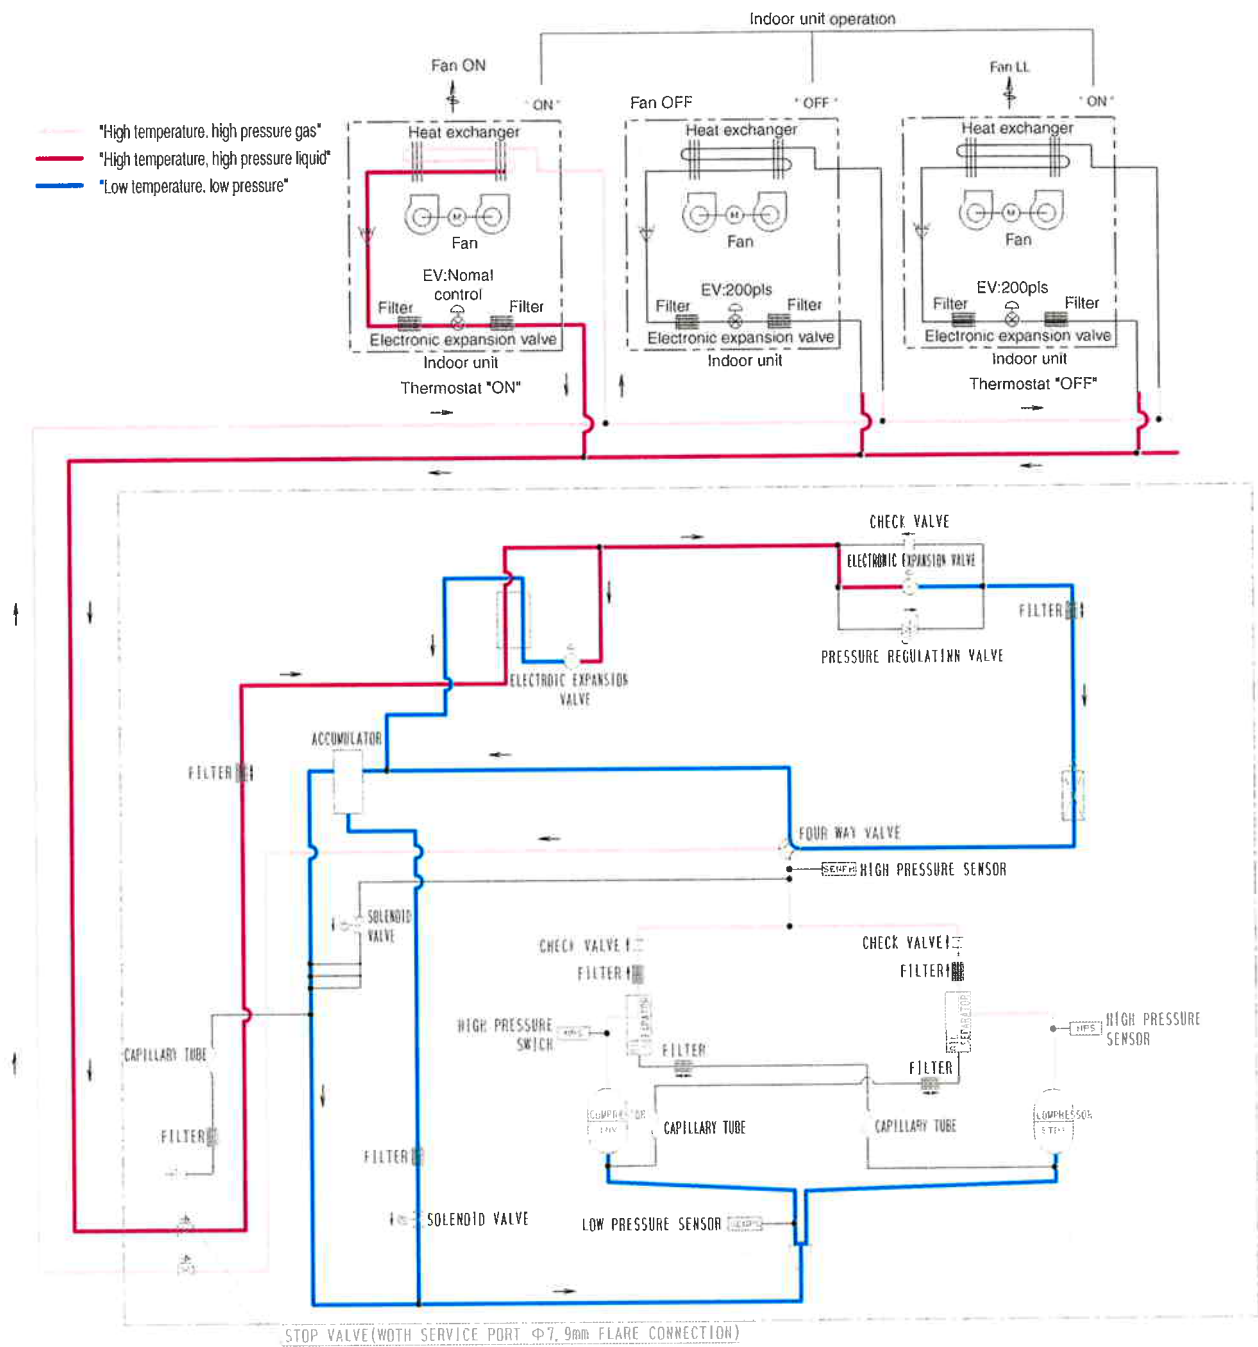 Indoor unit operation
Fan ON
Fan OFF
Fan LL
"ON"
"OFF"
"ON"
"High temperature. high pressure gas"
"High temperature, high pressure liquid"
"Low temperature. low pressure"
Heat exchanger
Heat exchanger
Heat exchanger
M
M
M
Fan
Fan
Fan
EV:Nomal
control
EV:200pls
EV:200pls
Filter
Filter
Filter
Filter
Filter
Filter
Electronic expansion valve
Electronic expansion valve
Electronic expansion valve
Indoor unit
Indoor unit
Indoor unit
Thermostat "ON"
Thermostat "OFF"
CHECK VALVE
ELECTRONIC EXPANSION VALVE
FILTER
PRESSURE REGULATINN VALVE
ELECTROIC EXPANSION
VALVE
ACCUMULATOR
FILTER
FOUR WAY VALVE
HIGH PRESSURE SENSOR
SOLENOID
VALVE
CHECK VALVE
CHECK VALVE
FILTER
FILTER
HIGH PRESSURE
SWICH
HPS
HPS
HIGH PRESSURE
SENSOR
CAPILLARY TUBE
FILTER
FILTER
COMPRESSOR
COMPRESSOR
CAPILLARY TUBE
CAPILLARY TUBE
FILTER
FILTER
SOLENOID VALVE
LOW PRESSURE SENSOR
STOP VALVE(WOTH SERVICE PORT Φ7,9mm FLARE CONNECTION)